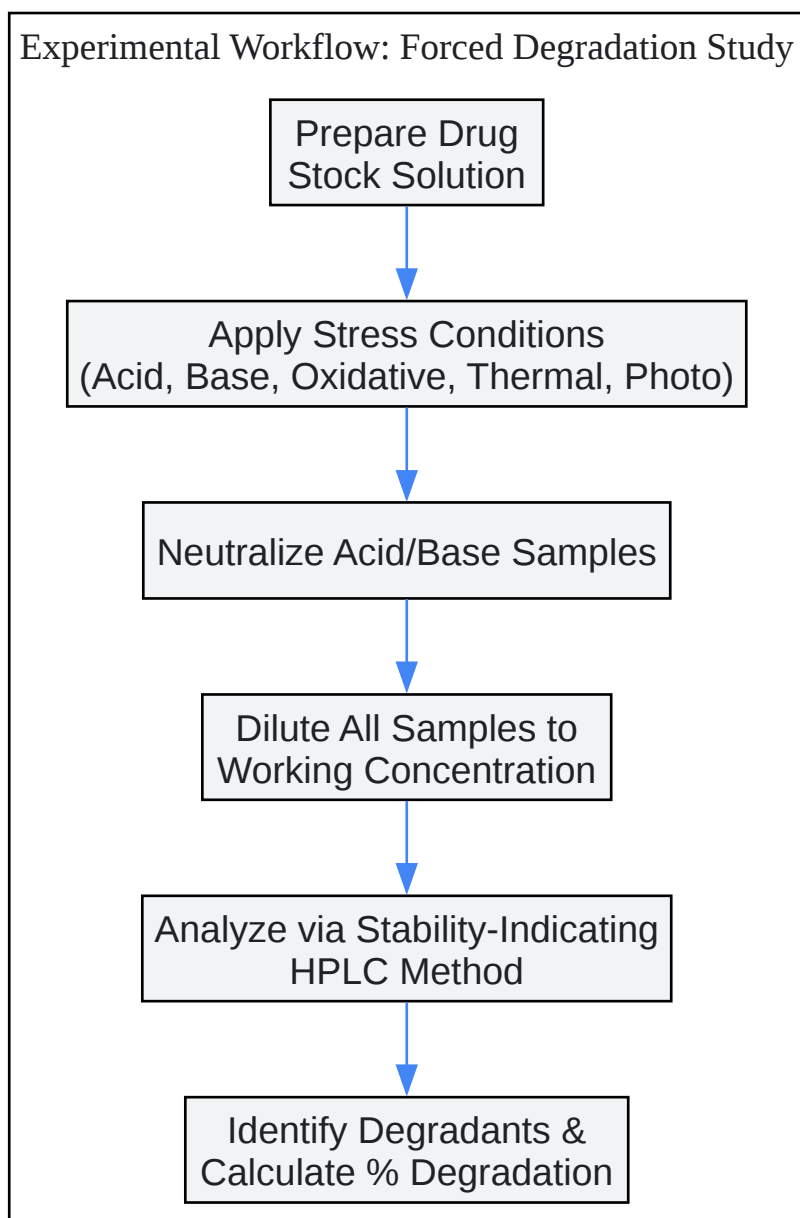 Experimental Workflow: Forced Degradation Study
Prepare Drug
Stock Solution
Apply Stress Conditions
(Acid, Base, Oxidative, Thermal, Photo)
Neutralize Acid/Base Samples
Dilute All Samples to
Working Concentration
Analyze via Stability-Indicating
HPLC Method
Identify Degradants &
Calculate % Degradation